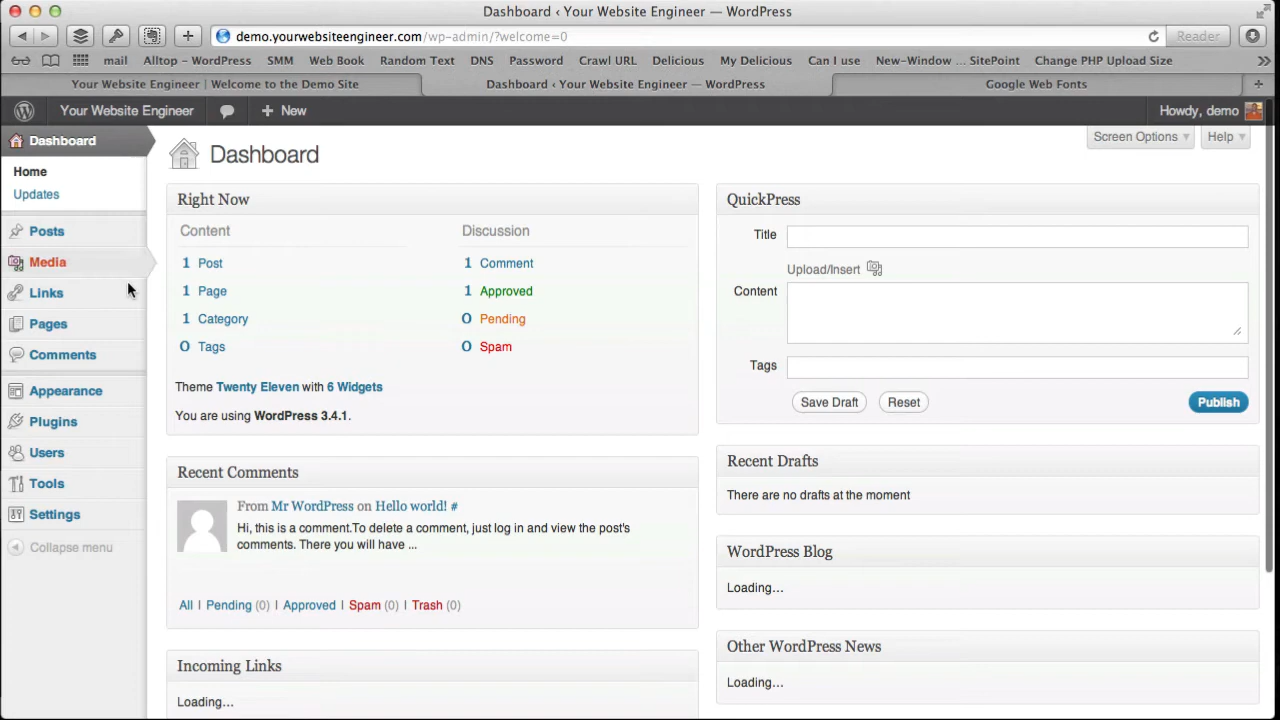 Dashboard ‹ Your Website Engineer — WordPress
demo.yourwebsiteengineer.com/wp-admin/?welcome=0
Reader
mail Alltop – WordPress SMM Web Book Random Text DNS Password Crawl URL Delicious My Delicious Can I use New-Window ... SitePoint Change PHP Upload Size
Your Website Engineer | Welcome to the Demo Site
Dashboard ‹ Your Website Engineer — WordPress
Google Web Fonts
Your Website Engineer
+ New
Howdy, demo
Dashboard
Home
Updates
Posts
Media
Links
Pages
Comments
Appearance
Plugins
Users
Tools
Settings
Collapse menu
Screen Options
Help
Dashboard
Right Now
Content
Discussion
1 Post
1 Comment
1 Page
1 Approved
1 Category
0 Pending
0 Tags
0 Spam
Theme Twenty Eleven with 6 Widgets
You are using WordPress 3.4.1.
Recent Comments
From Mr WordPress on Hello world! #
Hi, this is a comment.To delete a comment, just log in and view the post's
comments. There you will have ...
All | Pending (0) | Approved | Spam (0) | Trash (0)
Incoming Links
Loading...
QuickPress
Title
Upload/Insert
Content
Tags
Save Draft
Reset
Publish
Recent Drafts
There are no drafts at the moment
WordPress Blog
Loading...
Other WordPress News
Loading...